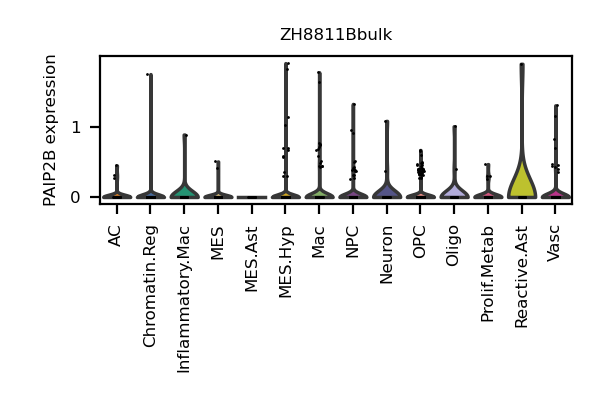 ZH8811Bbulk
PAIP2B expression
1
0
AC
Chromatin.Reg
Inflammatory.Mac
MES
MES.Ast
MES.Hyp
Mac
NPC
Neuron
OPC
Oligo
Prolif.Metab
Reactive.Ast
Vasc